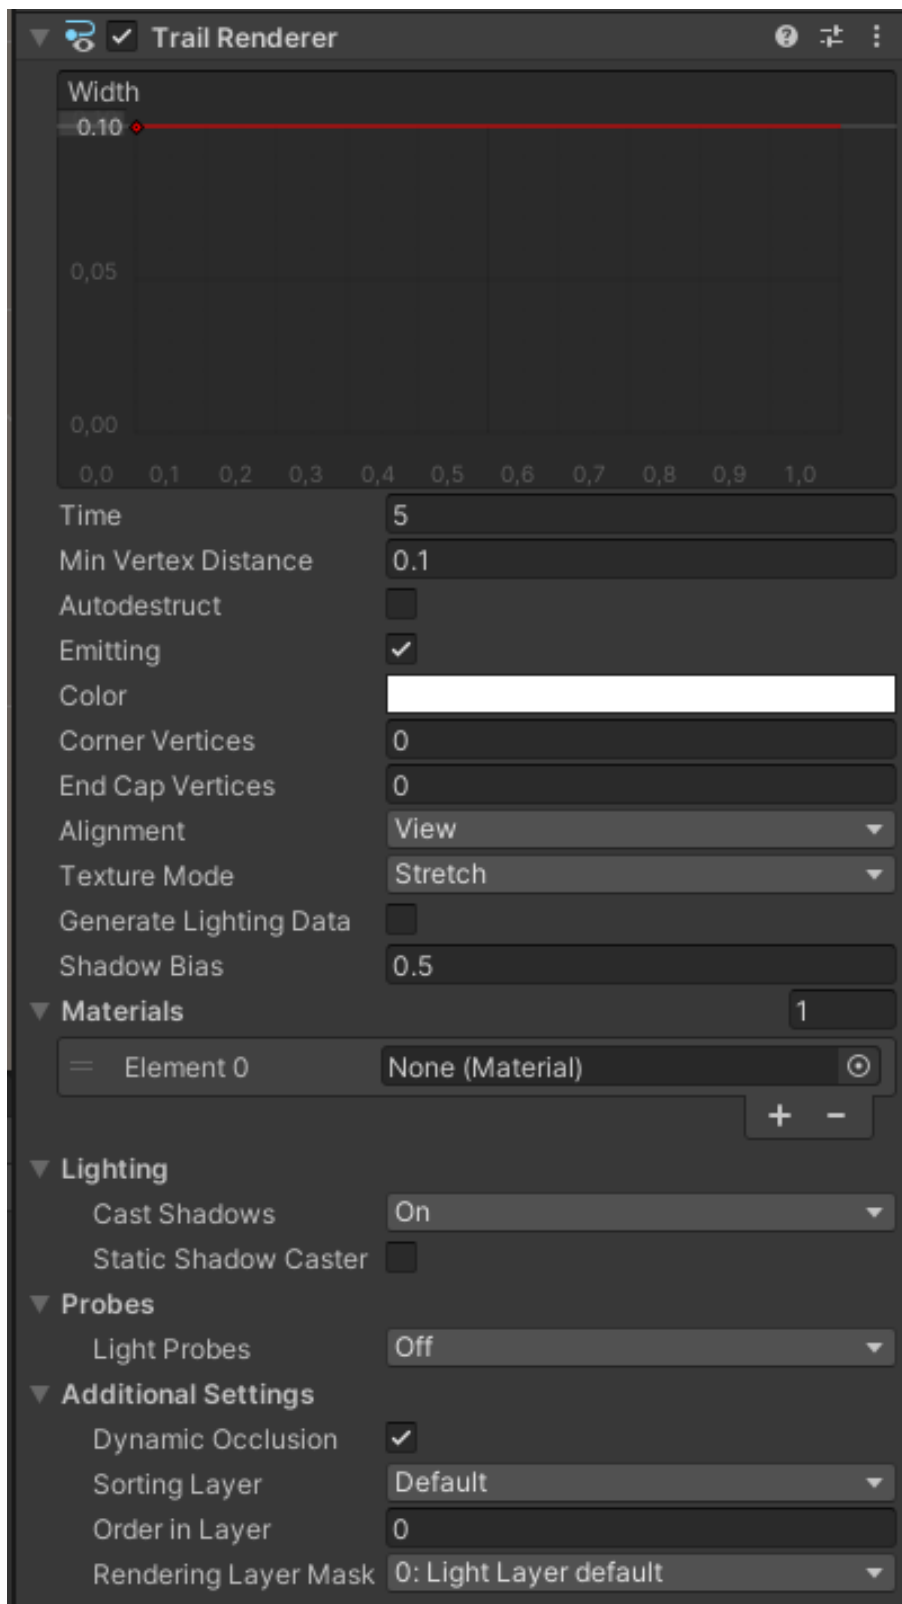 Trail Renderer
Width
0.10
0,05
0,00
0,0 0,1 0,2 0,3 0,4 0,5 0,6 0,7 0,8 0,9 1,0
Time 5
Min Vertex Distance 0.1
Autodestruct
Emitting
Color
Corner Vertices 0
End Cap Vertices 0
Alignment View
Texture Mode Stretch
Generate Lighting Data
Shadow Bias 0.5
Materials 1
Element 0 None (Material)
+ −
Lighting
Cast Shadows On
Static Shadow Caster
Probes
Light Probes Off
Additional Settings
Dynamic Occlusion
Sorting Layer Default
Order in Layer 0
Rendering Layer Mask 0: Light Layer default